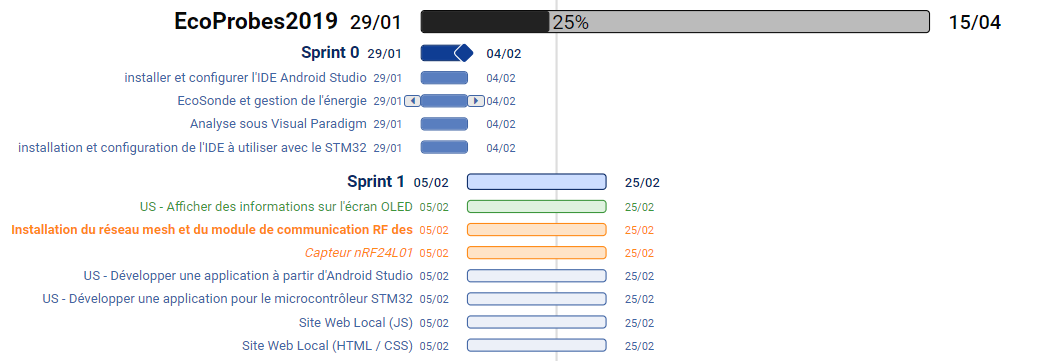 EcoProbes2019 29/01 25% 15/04
Sprint 0 29/01 04/02
installer et configurer l'IDE Android Studio 29/01 04/02
EcoSonde et gestion de l'énergie 29/01 04/02
Analyse sous Visual Paradigm 29/01 04/02
installation et configuration de l'IDE à utiliser avec le STM32 29/01 04/02
Sprint 1 05/02 25/02
US - Afficher des informations sur l'écran OLED 05/02 25/02
Installation du réseau mesh et du module de communication RF des 05/02 25/02
Capteur nRF24L01 05/02 25/02
US - Développer une application à partir d'Android Studio 05/02 25/02
US - Développer une application pour le microcontrôleur STM32 05/02 25/02
Site Web Local (JS) 05/02 25/02
Site Web Local (HTML / CSS) 05/02 25/02